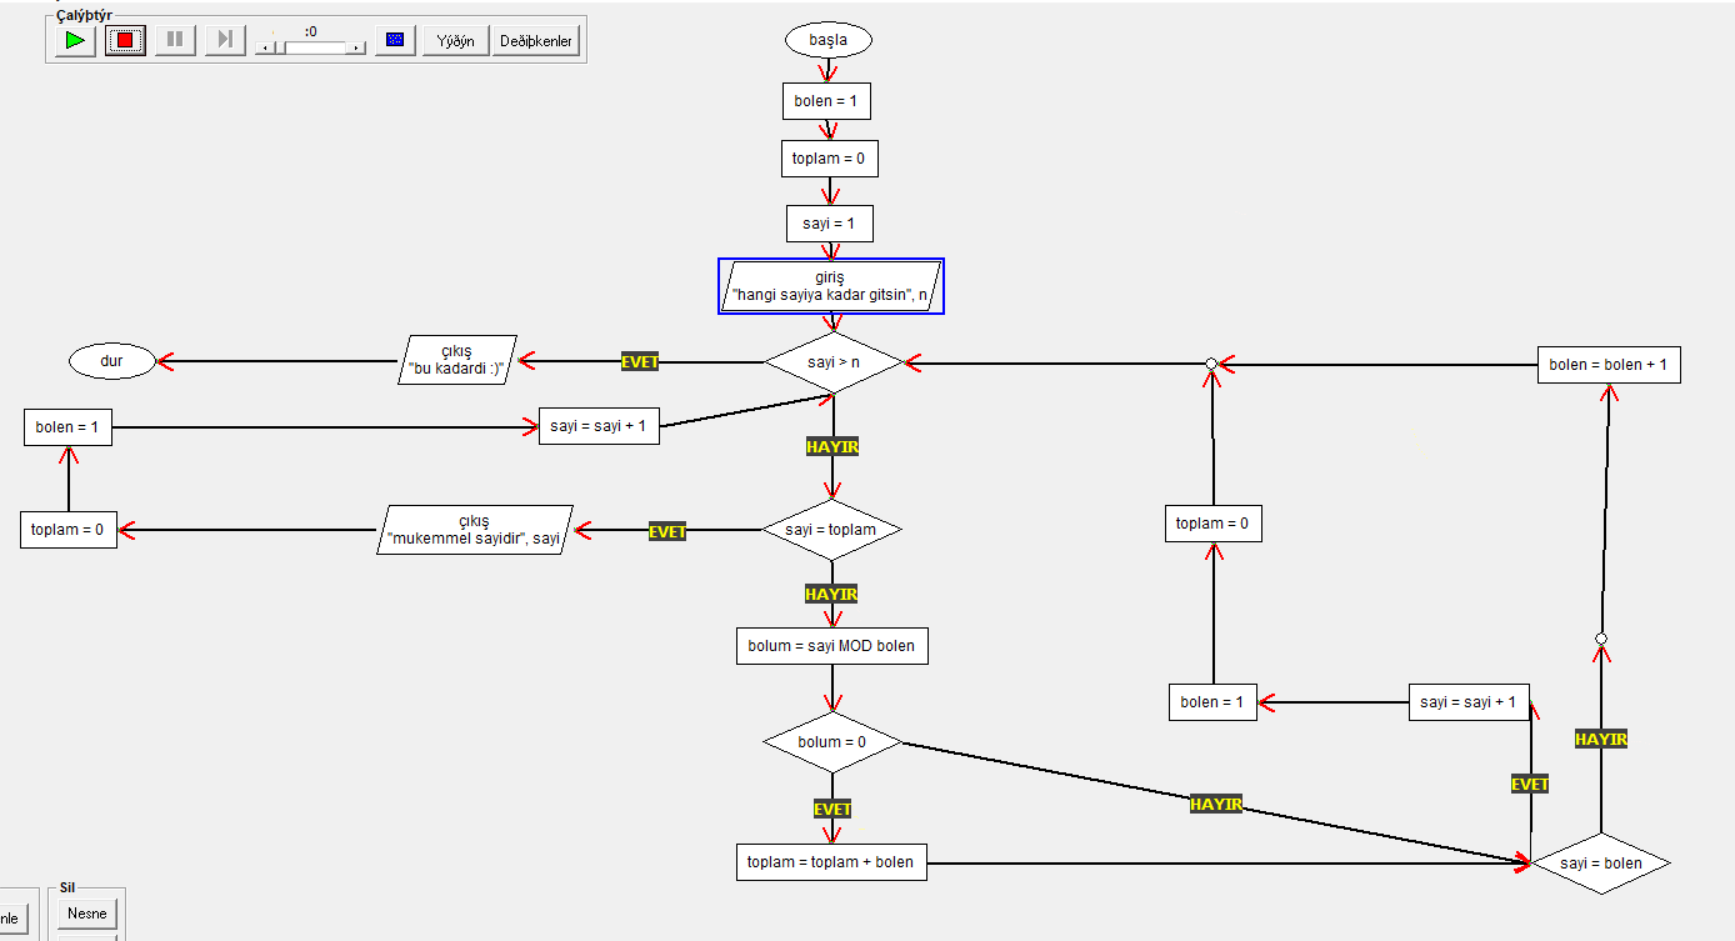 Çalýþtýr
:0
Yýðýn
Deðiþkenler
başla
bolen = 1
toplam = 0
sayi = 1
giriş
"hangi sayiya kadar gitsin", n
sayi > n
EVET
çıkış
"bu kadardi :)"
dur
bolen = bolen + 1
bolen = 1
sayi = sayi + 1
HAYIR
sayi = toplam
EVET
çıkış
"mukemmel sayidir", sayi
toplam = 0
toplam = 0
HAYIR
bolum = sayi MOD bolen
bolen = 1
sayi = sayi + 1
bolum = 0
HAYIR
EVET
HAYIR
EVET
toplam = toplam + bolen
sayi = bolen
Sil
nle
Nesne